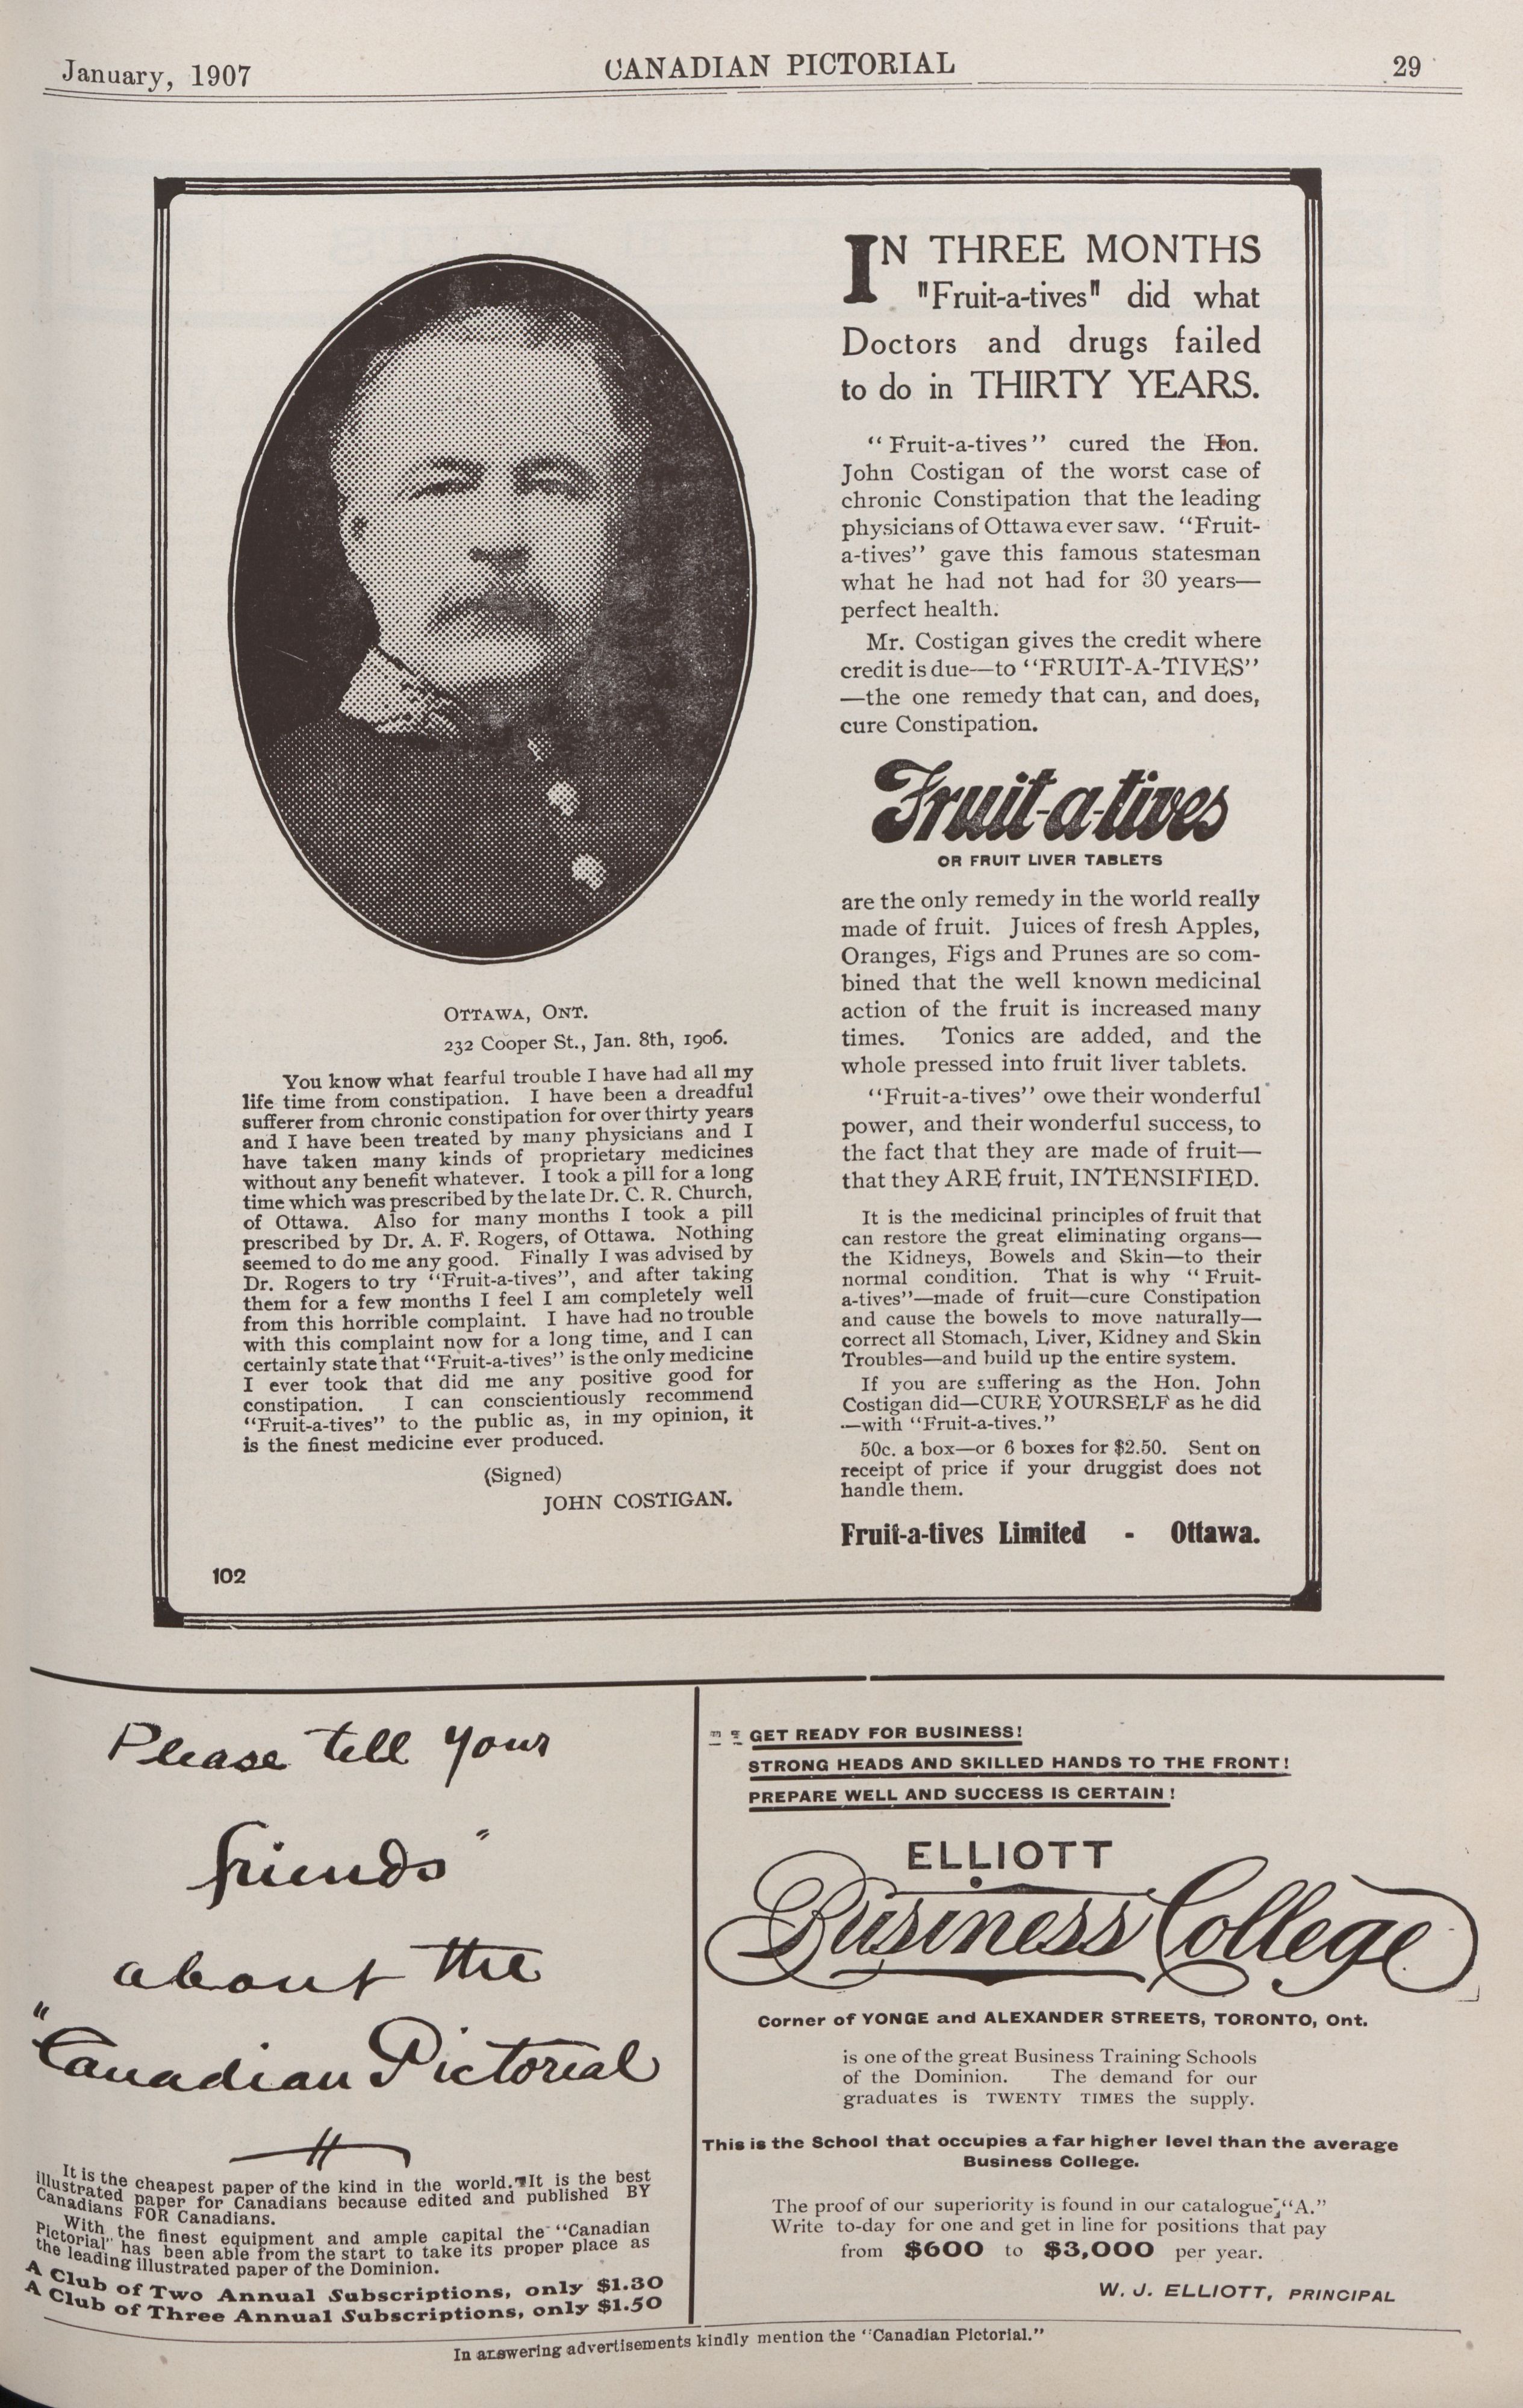 January, 1907
CANADIAN PICTORIAL
29
IN THREE MONTHS
"Fruit-a-tives" did what
Doctors and drugs failed
to do in THIRTY YEARS.
"Fruit-a-tives" cured the Hon.
John Costigan of the worst case of
chronic Constipation that the leading
physicians of Ottawa ever saw. "Fruit-
a-tives" gave this famous statesman
what he had not had for 30 years—
perfect health.
Mr. Costigan gives the credit where
credit is due—to "FRUIT-A-TIVES"
—the one remedy that can, and does,
cure Constipation.
Fruit-a-tives
OR FRUIT LIVER TABLETS
are the only remedy in the world really
made of fruit. Juices of fresh Apples,
Oranges, Figs and Prunes are so com-
bined that the well known medicinal
action of the fruit is increased many
times. Tonics are added, and the
whole pressed into fruit liver tablets.
"Fruit-a-tives" owe their wonderful
power, and their wonderful success, to
the fact that they are made of fruit—
that they ARE fruit, INTENSIFIED.
It is the medicinal principles of fruit that
can restore the great eliminating organs—
the Kidneys, Bowels and Skin—to their
normal condition. That is why "Fruit-
a-tives"—made of fruit—cure Constipation
and cause the bowels to move naturally—
correct all Stomach, Liver, Kidney and Skin
Troubles—and build up the entire system.
If you are suffering as the Hon. John
Costigan did—CURE YOURSELF as he did
—with "Fruit-a-tives."
50c. a box—or 6 boxes for $2.50. Sent on
receipt of price if your druggist does not
handle them.
Fruit-a-tives Limited - Ottawa.
OTTAWA, ONT.
232 Cooper St., Jan. 8th, 1906.
You know what fearful trouble I have had all my
life time from constipation. I have been a dreadful
sufferer from chronic constipation for over thirty years
and I have been treated by many physicians and I
have taken many kinds of proprietary medicines
without any benefit whatever. I took a pill for a long
time which was prescribed by the late Dr. C. R. Church,
of Ottawa. Also for many months I took a pill
prescribed by Dr. A. F. Rogers, of Ottawa. Nothing
seemed to do me any good. Finally I was advised by
Dr. Rogers to try "Fruit-a-tives", and after taking
them for a few months I feel I am completely well
from this horrible complaint. I have had no trouble
with this complaint now for a long time, and I can
certainly state that "Fruit-a-tives" is the only medicine
I ever took that did me any positive good for
constipation. I can conscientiously recommend
"Fruit-a-tives" to the public as, in my opinion, it
is the finest medicine ever produced.
(Signed)
JOHN COSTIGAN.
102
Please tell your
friends
about the
"Canadian Pictorial"
It is the cheapest paper of the kind in the world. It is the best
illustrated paper for Canadians because edited and published BY
Canadians FOR Canadians.
With the finest equipment and ample capital the "Canadian
Pictorial" has been able from the start to take its proper place as
the leading illustrated paper of the Dominion.
A Club of Two Annual Subscriptions, only $1.30
A Club of Three Annual Subscriptions, only $1.50
GET READY FOR BUSINESS!
STRONG HEADS AND SKILLED HANDS TO THE FRONT!
PREPARE WELL AND SUCCESS IS CERTAIN!
ELLIOTT
Business College
Corner of YONGE and ALEXANDER STREETS, TORONTO, Ont.
is one of the great Business Training Schools
of the Dominion. The demand for our
graduates is TWENTY TIMES the supply.
This is the School that occupies a far higher level than the average
Business College.
The proof of our superiority is found in our catalogue, "A."
Write to-day for one and get in line for positions that pay
from $600 to $3,000 per year.
W. J. ELLIOTT, PRINCIPAL
In answering advertisements kindly mention the "Canadian Pictorial."